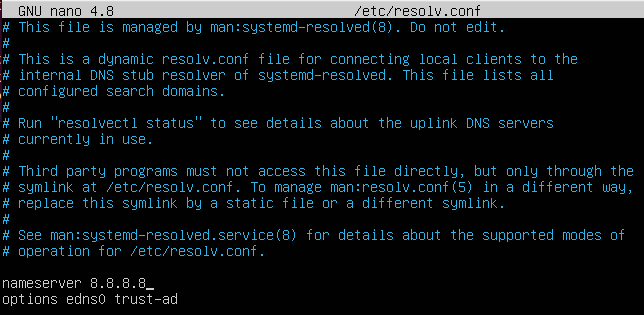 GNU nano 4.8 /etc/resolv.conf
# This file is managed by man:systemd-resolved(8). Do not edit.
#
# This is a dynamic resolv.conf file for connecting local clients to the
# internal DNS stub resolver of systemd-resolved. This file lists all
# configured search domains.
#
# Run "resolvectl status" to see details about the uplink DNS servers
# currently in use.
#
# Third party programs must not access this file directly, but only through the
# symlink at /etc/resolv.conf. To manage man:resolv.conf(5) in a different way,
# replace this symlink by a static file or a different symlink.
#
# See man:systemd-resolved.service(8) for details about the supported modes of
# operation for /etc/resolv.conf.

nameserver 8.8.8.8
options edns0 trust-ad